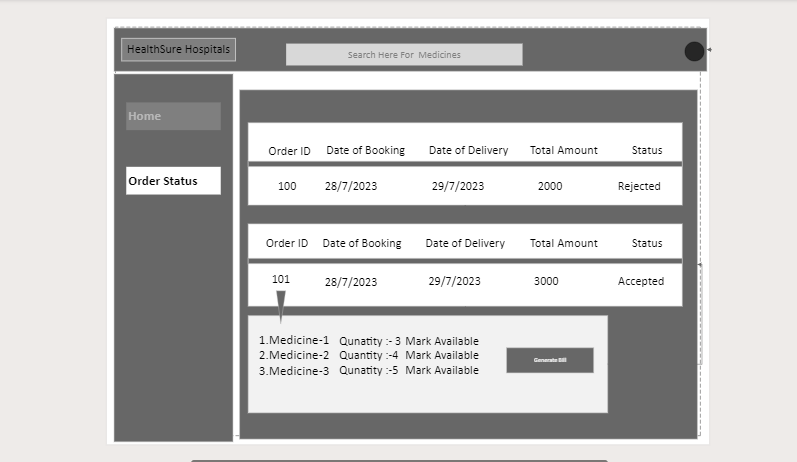 HealthSure Hospitals
Search Here For Medicines
Home
Order Status
Order ID Date of Booking Date of Delivery Total Amount Status
100 28/7/2023 29/7/2023 2000 Rejected
Order ID Date of Booking Date of Delivery Total Amount Status
101 28/7/2023 29/7/2023 3000 Accepted
1.Medicine-1 Qunatity :- 3 Mark Available
2.Medicine-2 Quantity :-4 Mark Available
3.Medicine-3 Qunatity :-5 Mark Available
Generate Bill